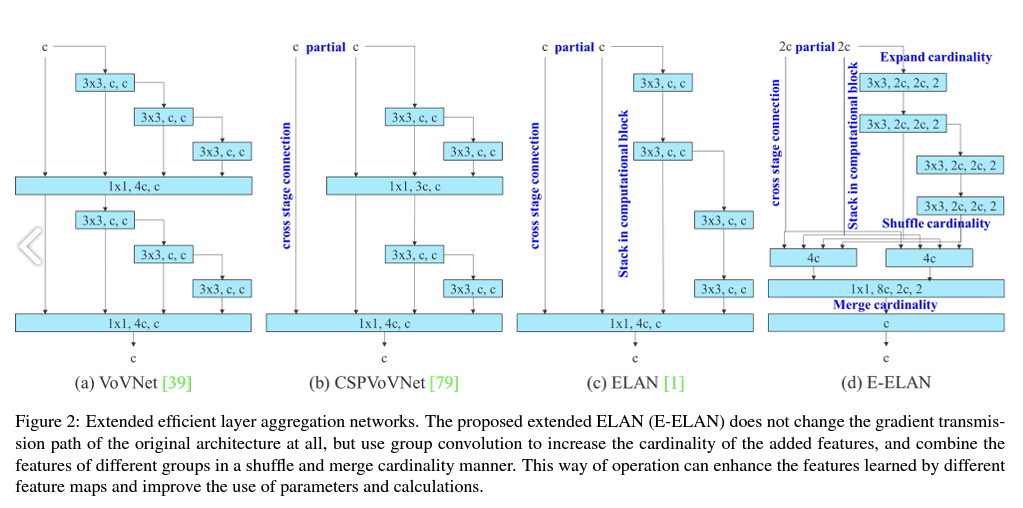 c
3x3, c, c
3x3, c, c
3x3, c, c
1x1, 4c, c
3x3, c, c
3x3, c, c
3x3, c, c
1x1, 4c, c
c
(a) VoVNet [39]
c partial c
cross stage connection
3x3, c, c
3x3, c, c
1x1, 3c, c
3x3, c, c
3x3, c, c
1x1, 4c, c
c
(b) CSPVoVNet [79]
c partial c
cross stage connection
Stack in computational block
3x3, c, c
3x3, c, c
3x3, c, c
3x3, c, c
1x1, 4c, c
c
(c) ELAN [1]
2c partial 2c
Expand cardinality
cross stage connection
Stack in computational block
3x3, 2c, 2c, 2
3x3, 2c, 2c, 2
3x3, 2c, 2c, 2
3x3, 2c, 2c, 2
Shuffle cardinality
4c
4c
1x1, 8c, 2c, 2
Merge cardinality
c
c
(d) E-ELAN
Figure 2: Extended efficient layer aggregation networks. The proposed extended ELAN (E-ELAN) does not change the gradient transmis-
sion path of the original architecture at all, but use group convolution to increase the cardinality of the added features, and combine the
features of different groups in a shuffle and merge cardinality manner. This way of operation can enhance the features learned by different
feature maps and improve the use of parameters and calculations.